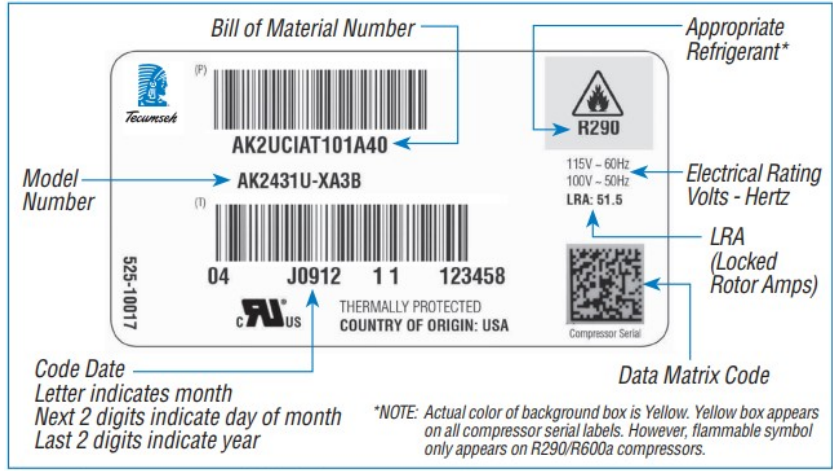 Bill of Material Number
Appropriate
Refrigerant*
Tecumseh
(P)
AK2UCIAT101A40
R290
Model
Number
AK2431U-XA3B
115V ~ 60Hz
100V ~ 50Hz
LRA: 51.5
Electrical Rating
Volts - Hertz
(T)
LRA
(Locked
Rotor Amps)
04 J0912 1 1 123458
525-10017
c RU ® US
THERMALLY PROTECTED
COUNTRY OF ORIGIN: USA
Compressor Serial
Code Date
Letter indicates month
Next 2 digits indicate day of month
Last 2 digits indicate year
Data Matrix Code
*NOTE: Actual color of background box is Yellow. Yellow box appears
on all compressor serial labels. However, flammable symbol
only appears on R290/R600a compressors.